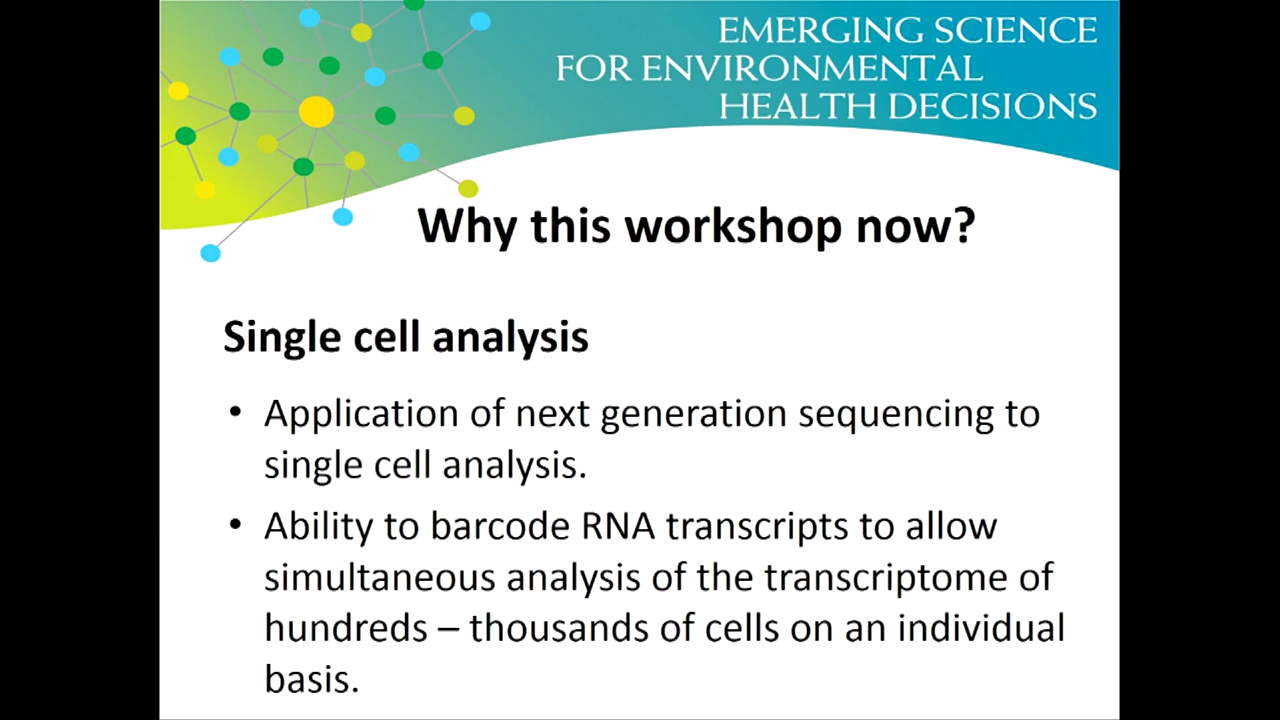 EMERGING SCIENCE
FOR ENVIRONMENTAL
HEALTH DECISIONS
Why this workshop now?
Single cell analysis
• Application of next generation sequencing to
single cell analysis.
• Ability to barcode RNA transcripts to allow
simultaneous analysis of the transcriptome of
hundreds – thousands of cells on an individual
basis.